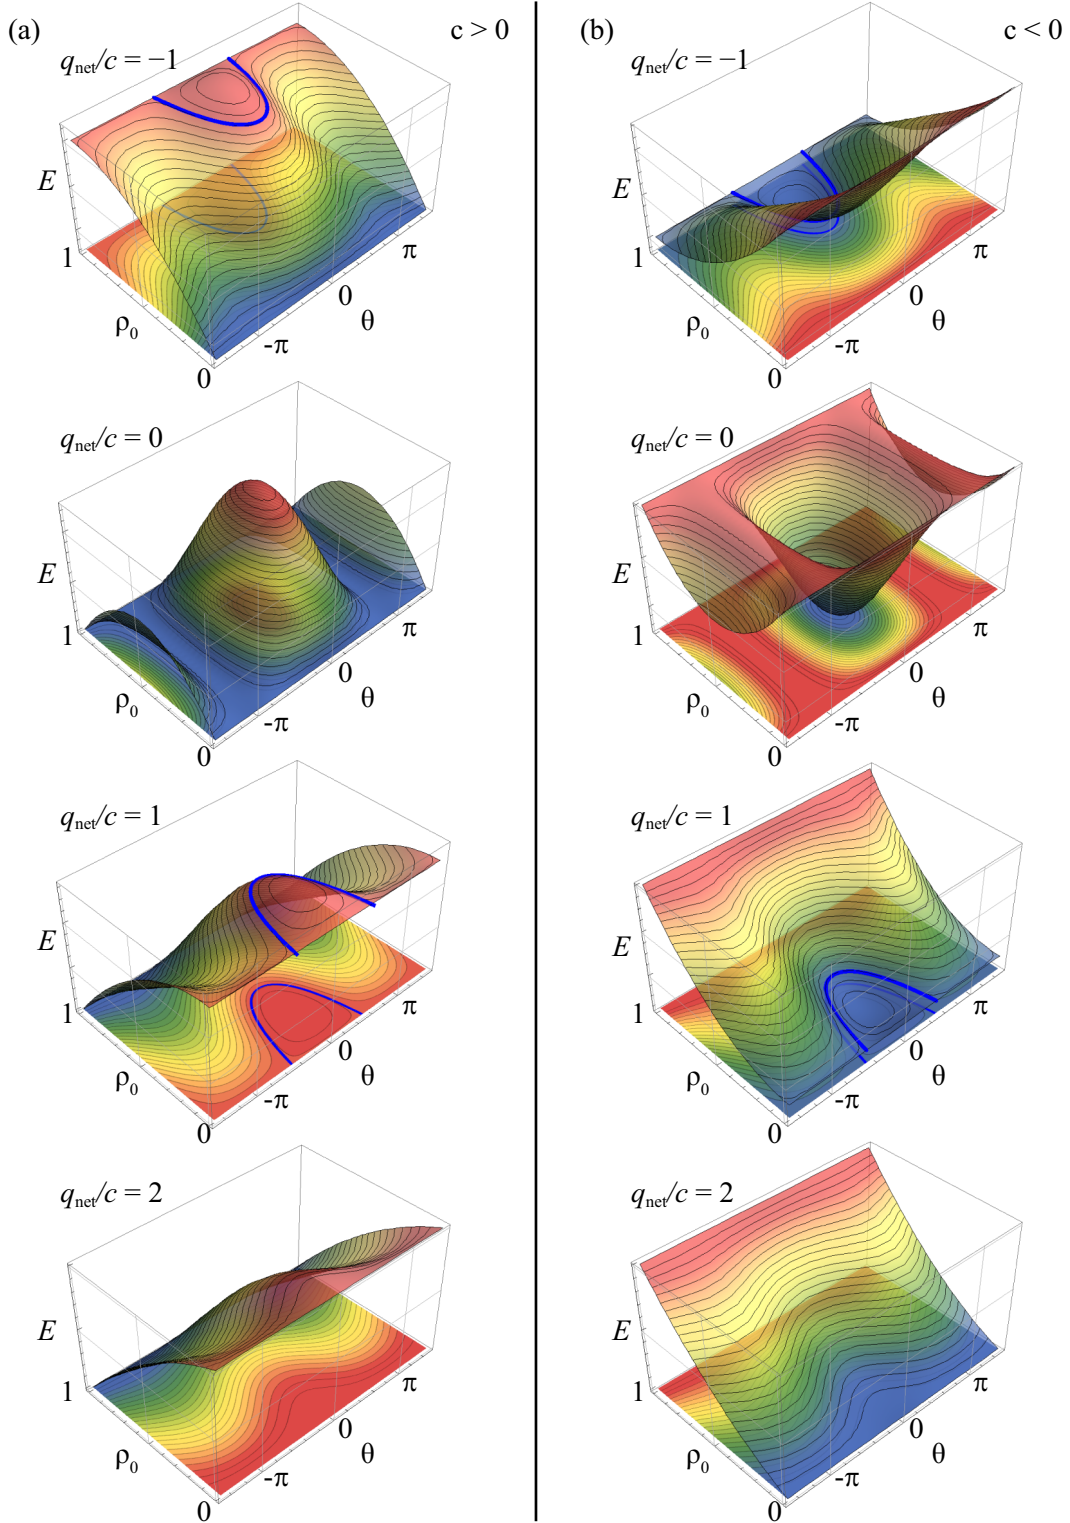 (a)
c > 0
q_net/c = −1
E
1
ρ₀
0
-π
0
π
θ
q_net/c = 0
E
1
ρ₀
0
-π
0
π
θ
q_net/c = 1
E
1
ρ₀
0
-π
0
π
θ
q_net/c = 2
E
1
ρ₀
0
-π
0
π
θ
(b)
c < 0
q_net/c = −1
E
1
ρ₀
0
-π
0
π
θ
q_net/c = 0
E
1
ρ₀
0
-π
0
π
θ
q_net/c = 1
E
1
ρ₀
0
-π
0
π
θ
q_net/c = 2
E
1
ρ₀
0
-π
0
π
θ